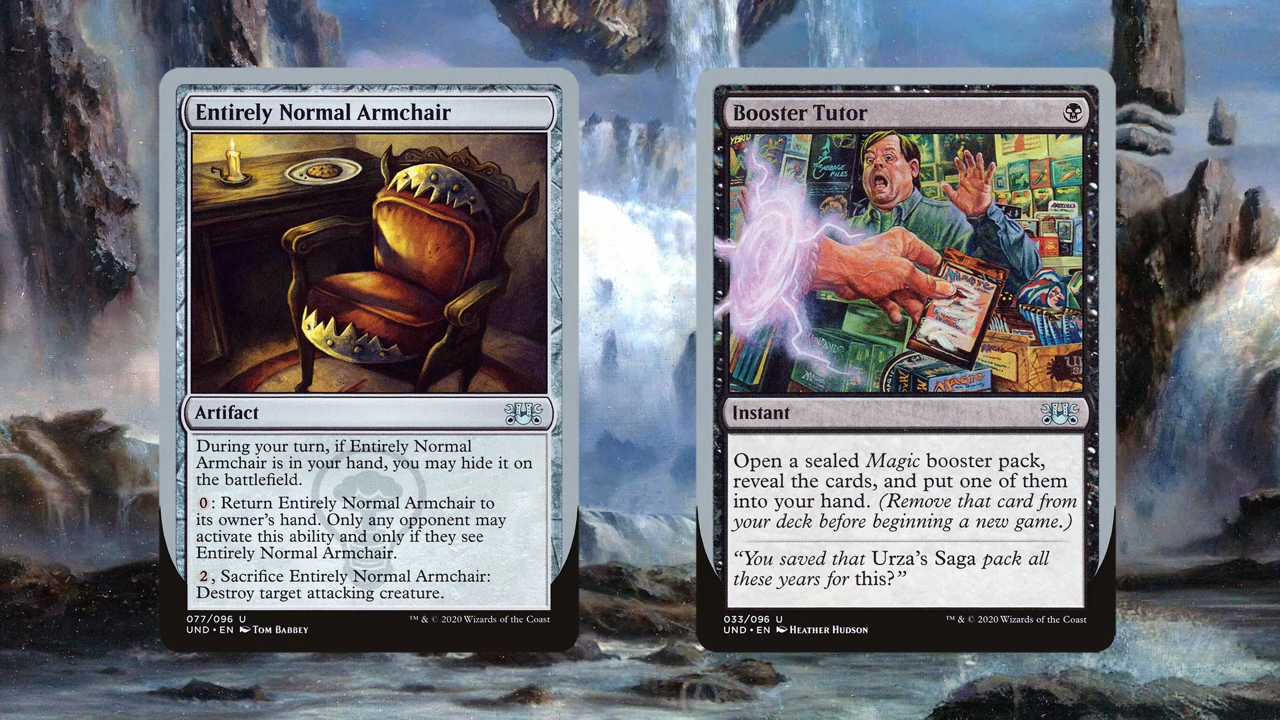 Entirely Normal Armchair
Artifact
During your turn, if Entirely Normal
Armchair is in your hand, you may hide it on
the battlefield.
0: Return Entirely Normal Armchair to
its owner's hand. Only any opponent may
activate this ability and only if they see
Entirely Normal Armchair.
2, Sacrifice Entirely Normal Armchair:
Destroy target attacking creature.
077/096 U
UND • EN Tom Babbey
™ & © 2020 Wizards of the Coast
Booster Tutor
Instant
Open a sealed Magic booster pack,
reveal the cards, and put one of them
into your hand. (Remove that card from
your deck before beginning a new game.)
“You saved that Urza's Saga pack all
these years for this?”
033/096 U
UND • EN Heather Hudson
™ & © 2020 Wizards of the Coast
MAGIC